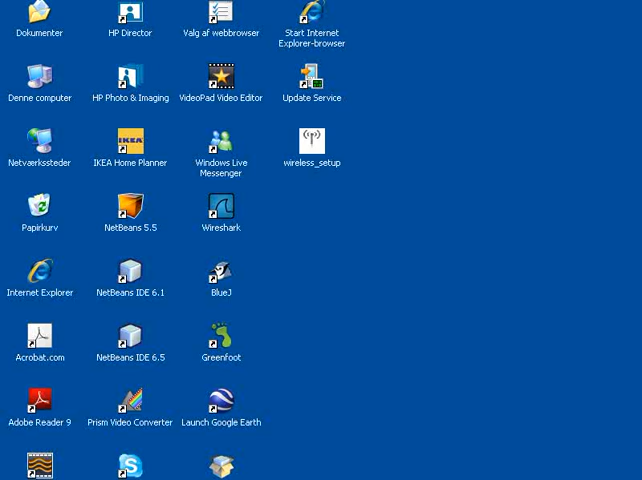 Dokumenter
HP Director
Valg af webbrowser
Start Internet
Explorer-browser
Denne computer
HP Photo & Imaging
VideoPad Video Editor
Update Service
Netværkssteder
IKEA
IKEA Home Planner
Windows Live
Messenger
wireless_setup
Papirkurv
NetBeans 5.5
Wireshark
Internet Explorer
NetBeans IDE 6.1
BlueJ
Acrobat.com
NetBeans IDE 6.5
Greenfoot
Adobe Reader 9
Prism Video Converter
Launch Google Earth